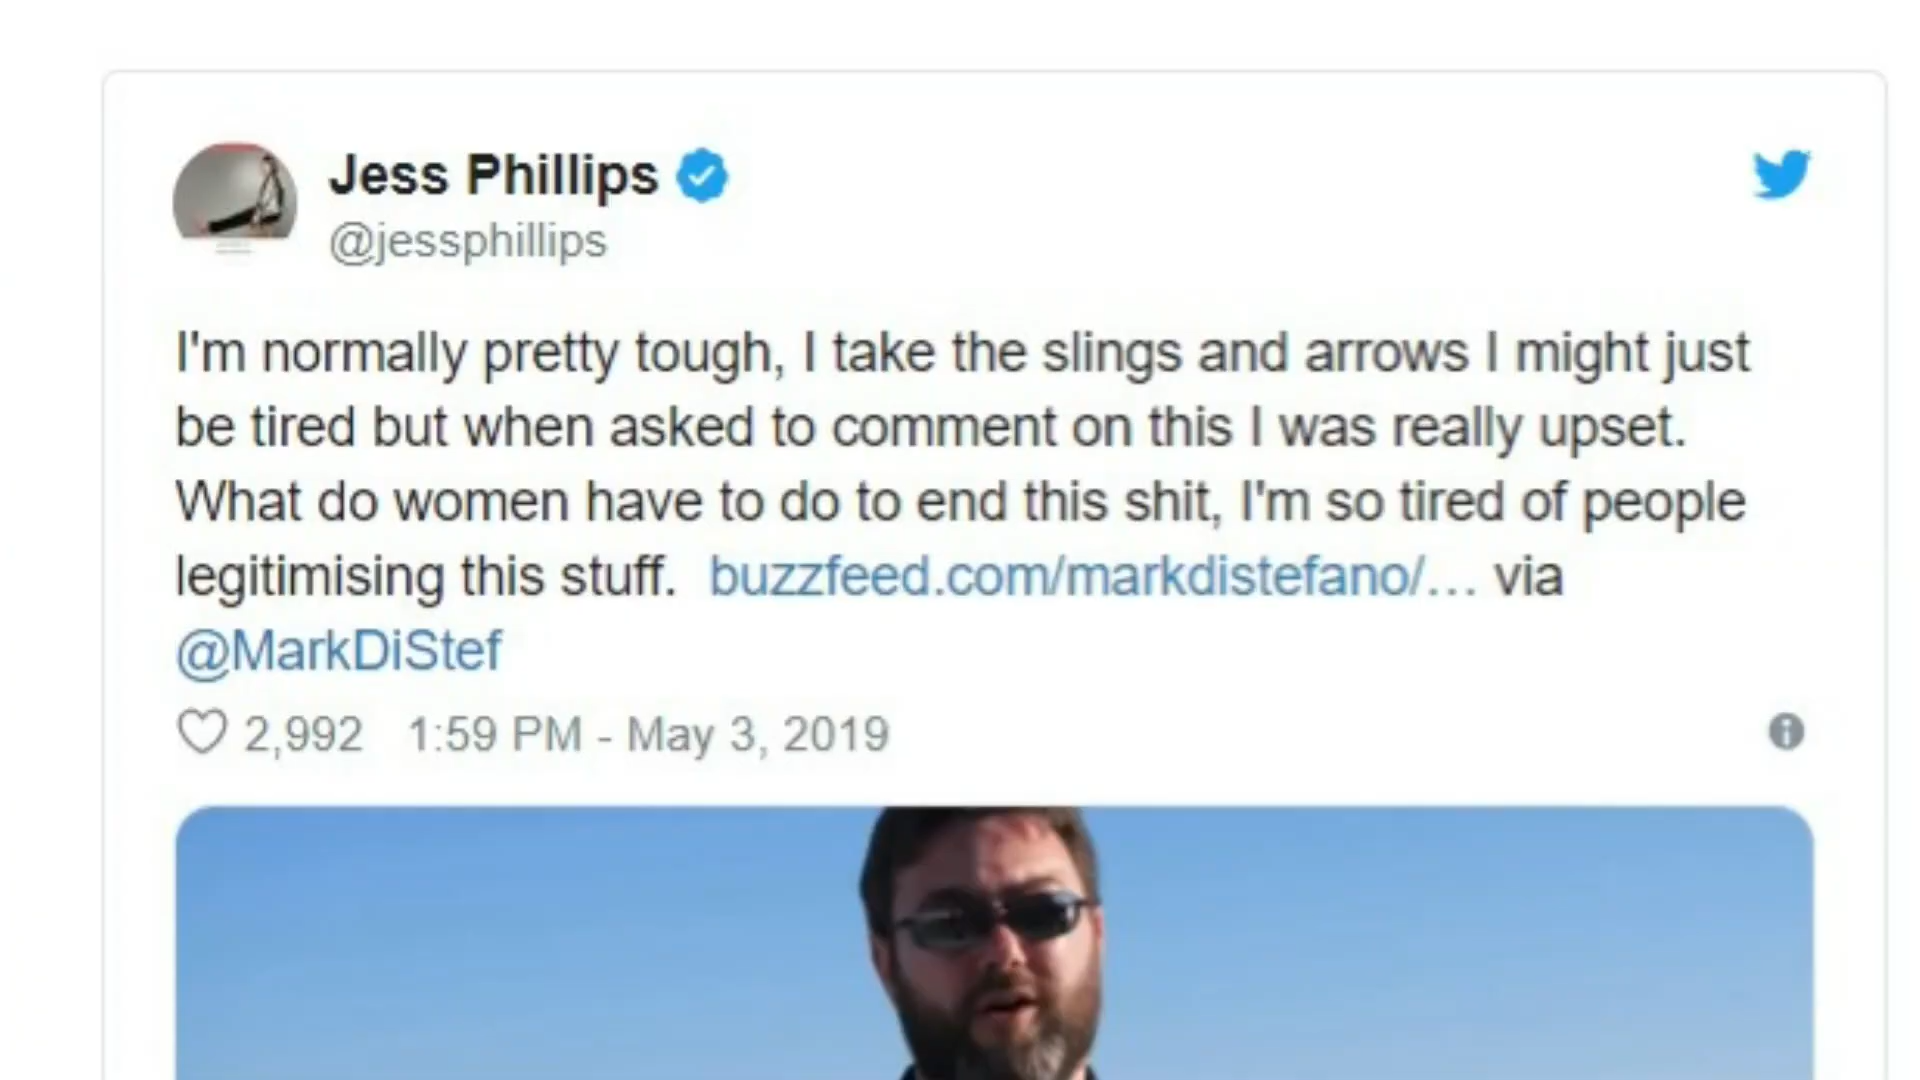 Jess Phillips
@jessphillips
I'm normally pretty tough, I take the slings and arrows I might just
be tired but when asked to comment on this I was really upset.
What do women have to do to end this shit, I'm so tired of people
legitimising this stuff. buzzfeed.com/markdistefano/… via
@MarkDiStef
2,992 1:59 PM - May 3, 2019